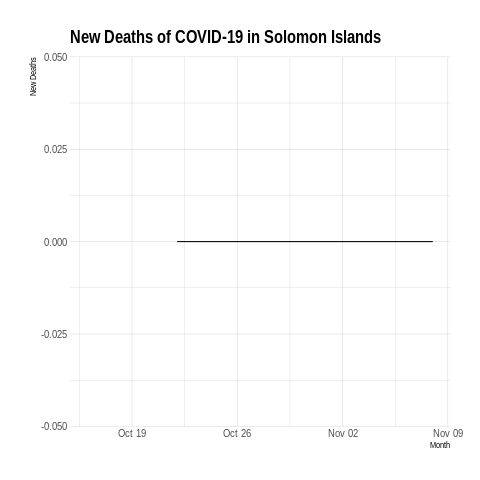 New Deaths of COVID-19 in Solomon Islands
New Deaths
0.050
0.025
0.000
-0.025
-0.050
Oct 19 Oct 26 Nov 02 Nov 09
Month